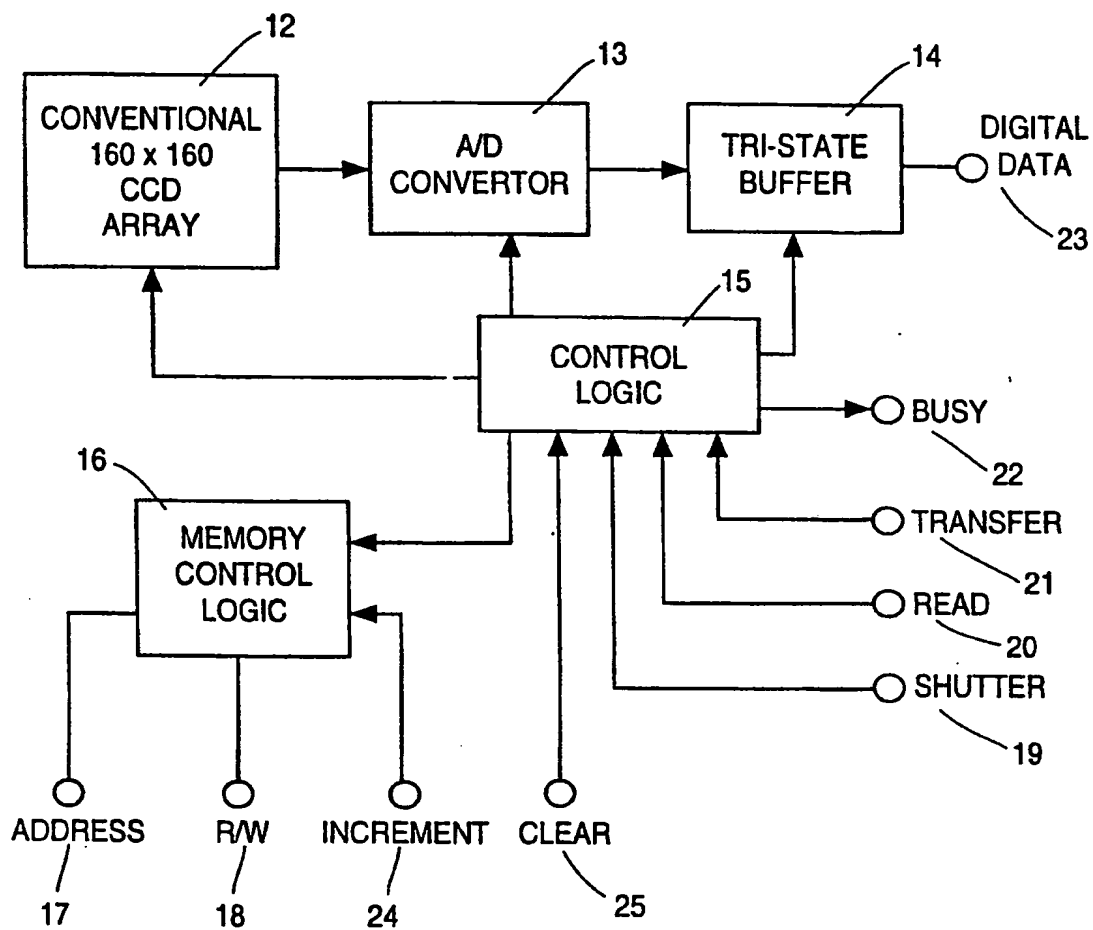 12
CONVENTIONAL
160 x 160
CCD
ARRAY
13
A/D
CONVERTOR
14
TRI-STATE
BUFFER
DIGITAL
DATA
23
15
CONTROL
LOGIC
BUSY
22
TRANSFER
21
READ
20
SHUTTER
19
16
MEMORY
CONTROL
LOGIC
ADDRESS
17
R/W
18
INCREMENT
24
CLEAR
25